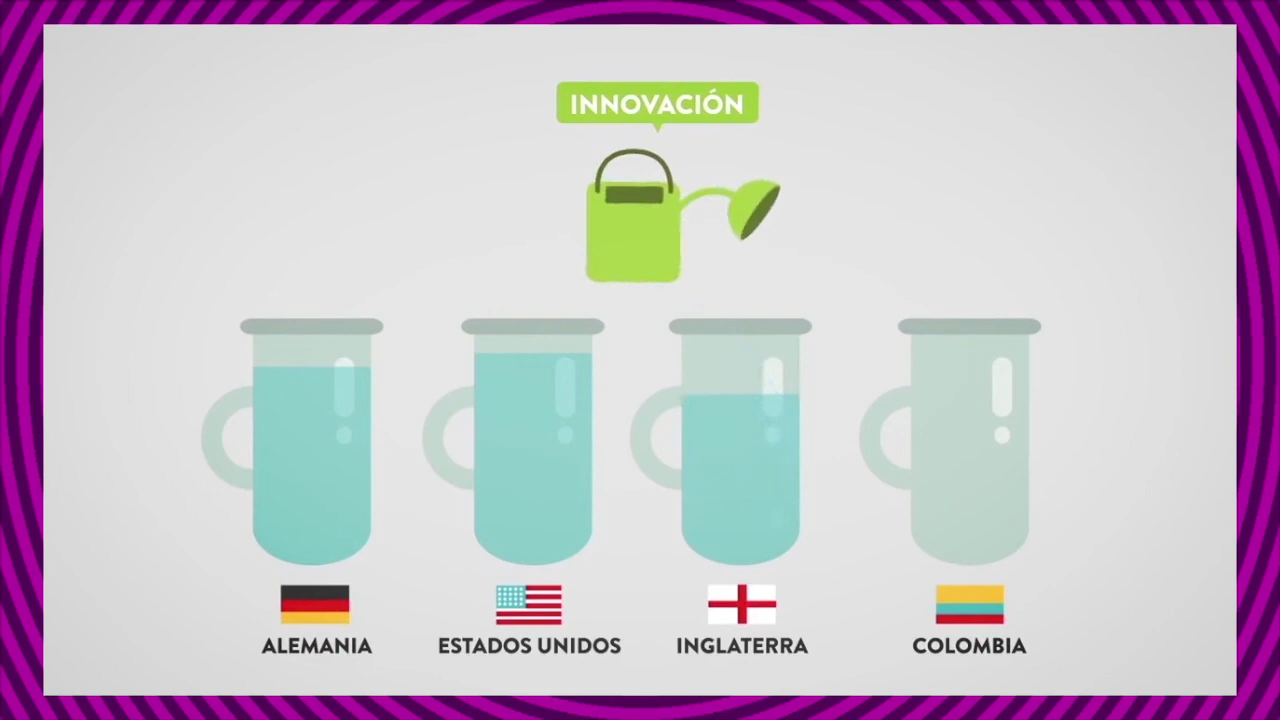 INNOVACIÓN
ALEMANIA
ESTADOS UNIDOS
INGLATERRA
COLOMBIA